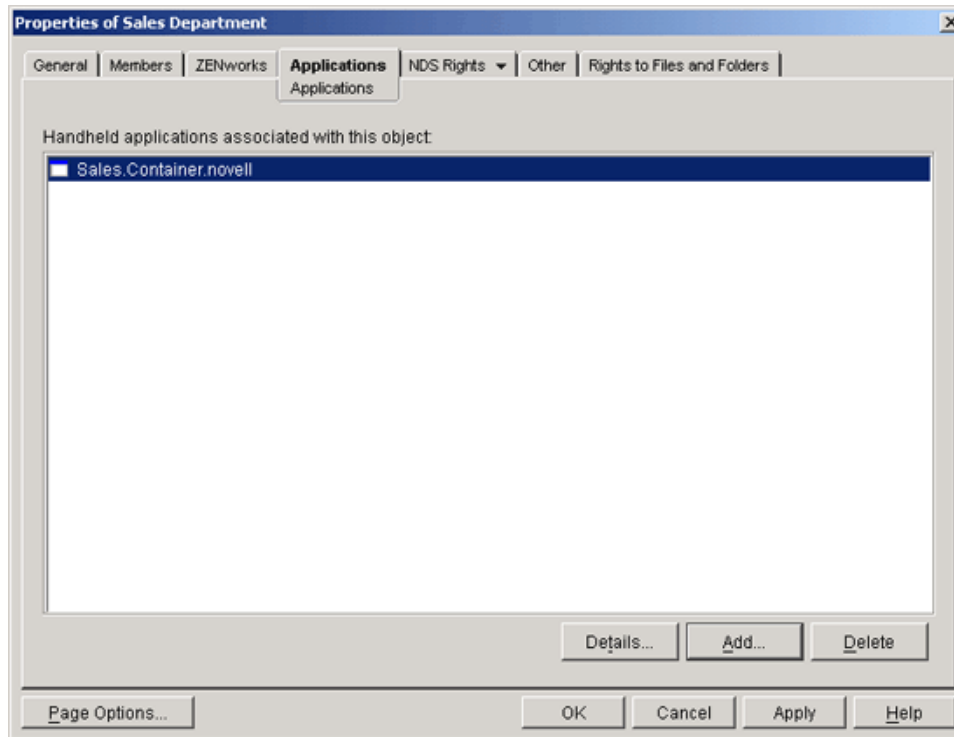 Properties of Sales Department
General Members ZENworks Applications NDS Rights Other Rights to Files and Folders
Applications
Handheld applications associated with this object:
Sales.Container.novell
Details... Add... Delete
Page Options... OK Cancel Apply Help